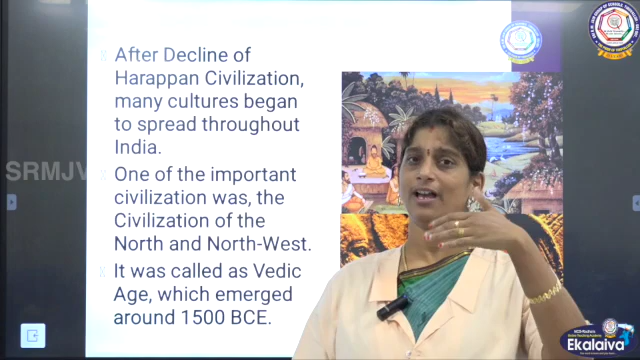 After Decline of
Harappan Civilization,
many cultures began
to spread throughout
India.
One of the important
civilization was, the
Civilization of the
North and North-West.
It was called as Vedic
Age, which emerged
around 1500 BCE.
SRMJV
Ekalaiva